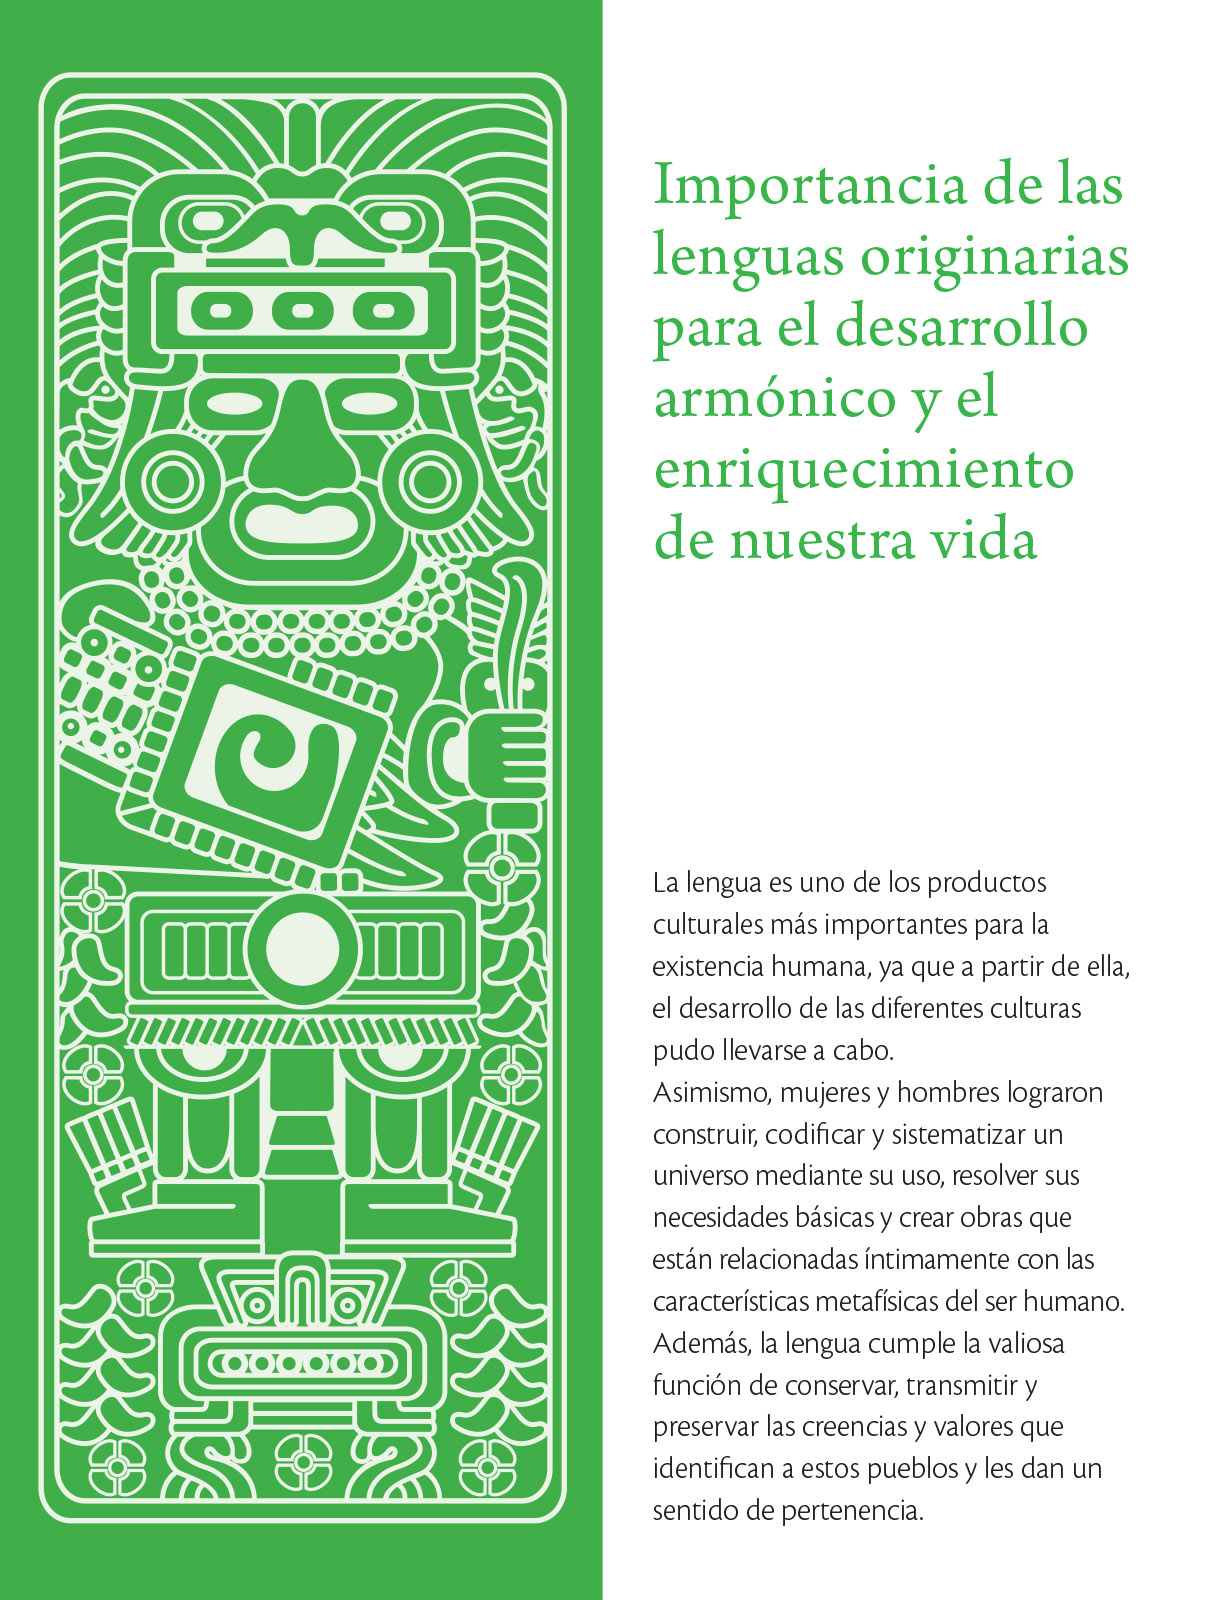 Importancia de las
lenguas originarias
para el desarrollo
armónico y el
enriquecimiento
de nuestra vida
La lengua es uno de los productos
culturales más importantes para la
existencia humana, ya que a partir de ella,
el desarrollo de las diferentes culturas
pudo llevarse a cabo.
Asimismo, mujeres y hombres lograron
construir, codificar y sistematizar un
universo mediante su uso, resolver sus
necesidades básicas y crear obras que
están relacionadas íntimamente con las
características metafísicas del ser humano.
Además, la lengua cumple la valiosa
función de conservar, transmitir y
preservar las creencias y valores que
identifican a estos pueblos y les dan un
sentido de pertenencia.